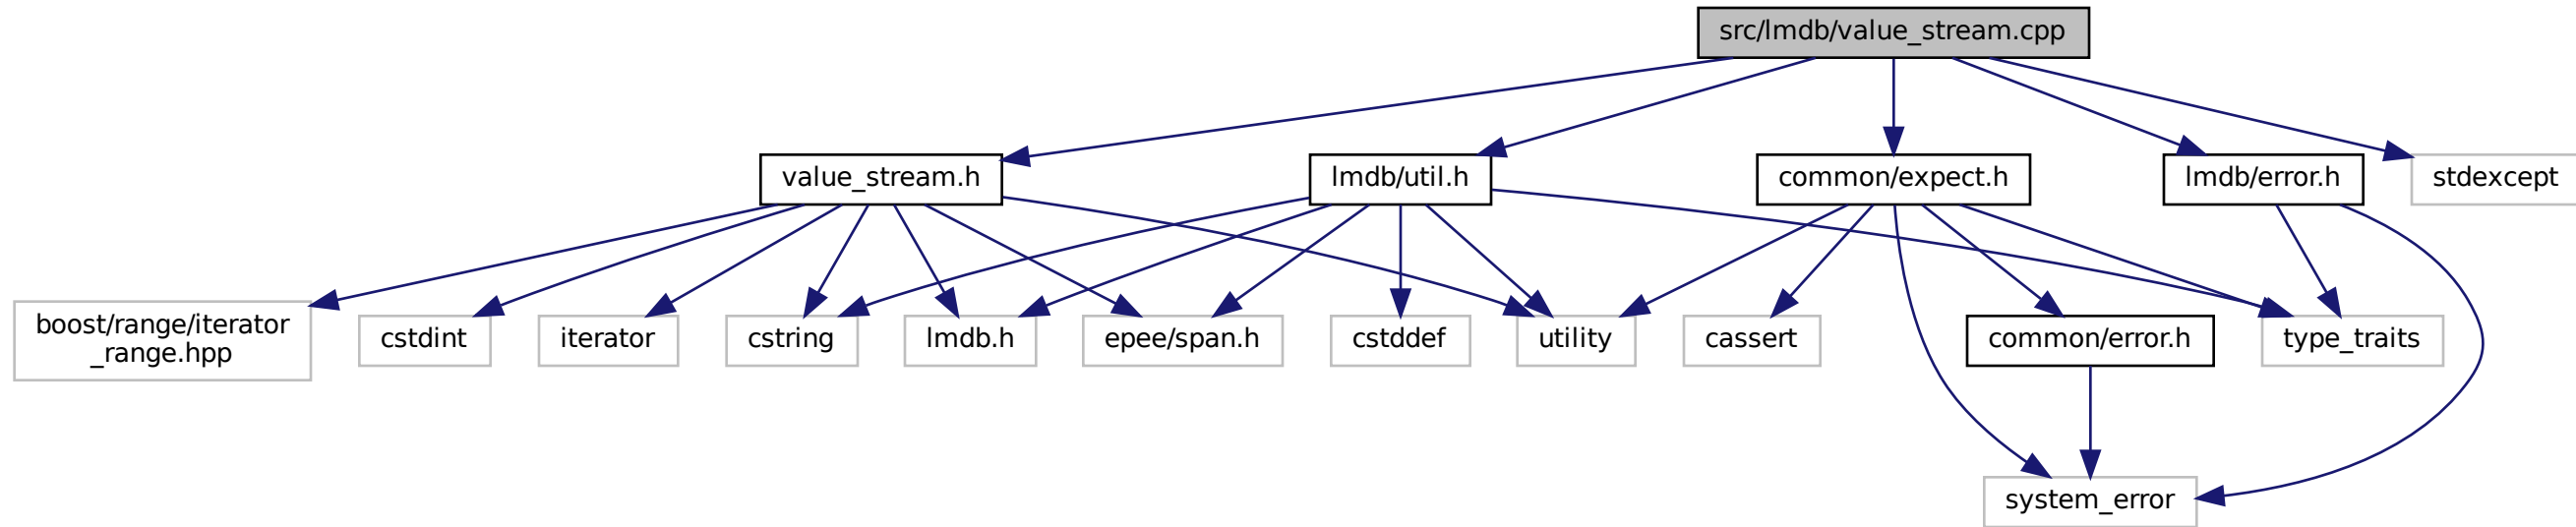 src/lmdb/value_stream.cpp
value_stream.h
lmdb/util.h
common/expect.h
lmdb/error.h
stdexcept
boost/range/iterator
_range.hpp
cstdint
iterator
cstring
lmdb.h
epee/span.h
cstddef
utility
cassert
common/error.h
type_traits
system_error